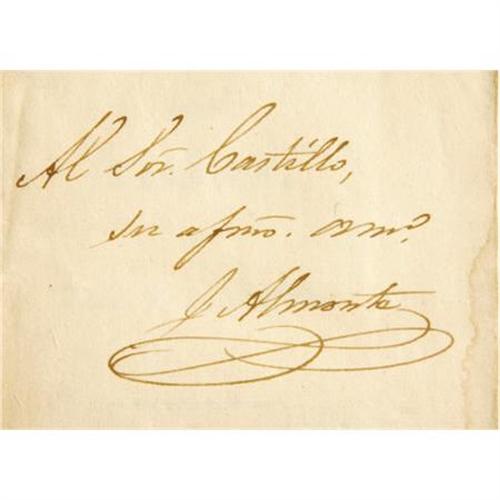 Al Sor. Castillo,
su afmo. amo.
J Almonte